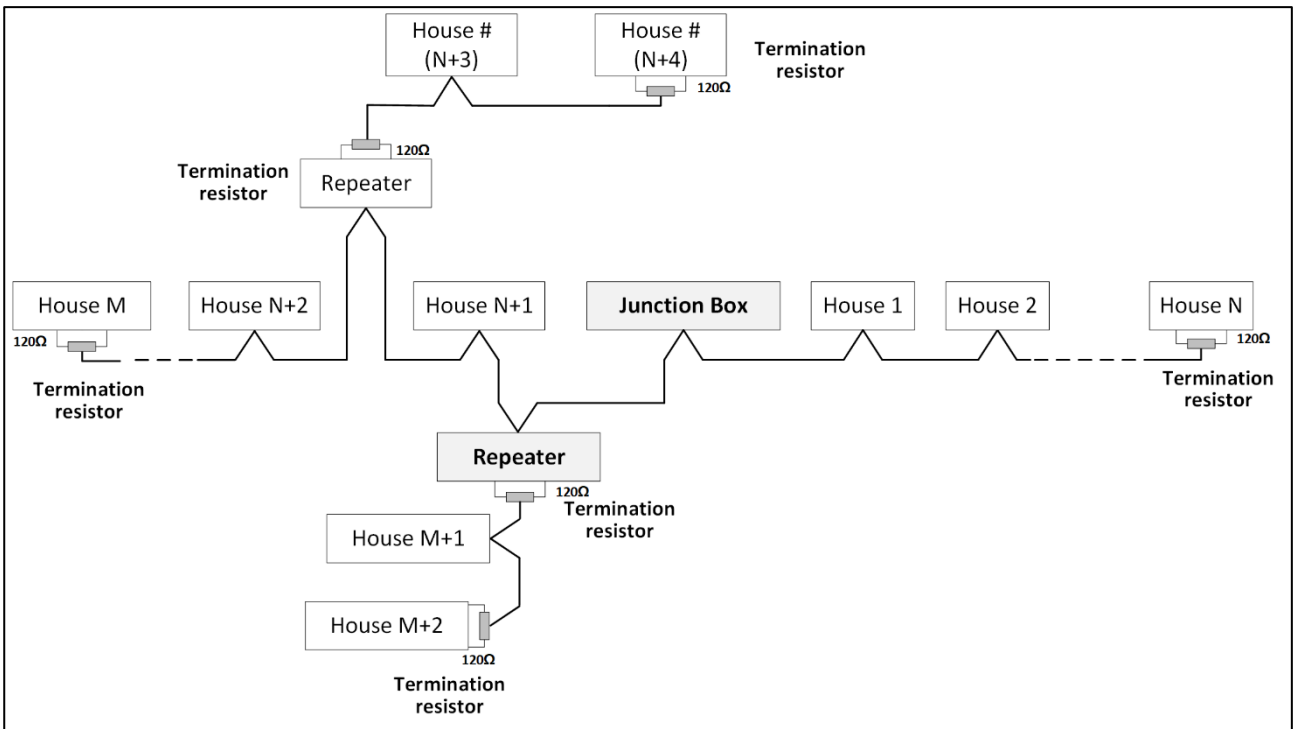 House #
(N+3)
House #
(N+4)
Termination
resistor
120Ω
120Ω
Termination
resistor
Repeater
House M
House N+2
House N+1
Junction Box
House 1
House 2
House N
120Ω
120Ω
Termination
resistor
Termination
resistor
Repeater
120Ω
Termination
resistor
House M+1
House M+2
120Ω
Termination
resistor